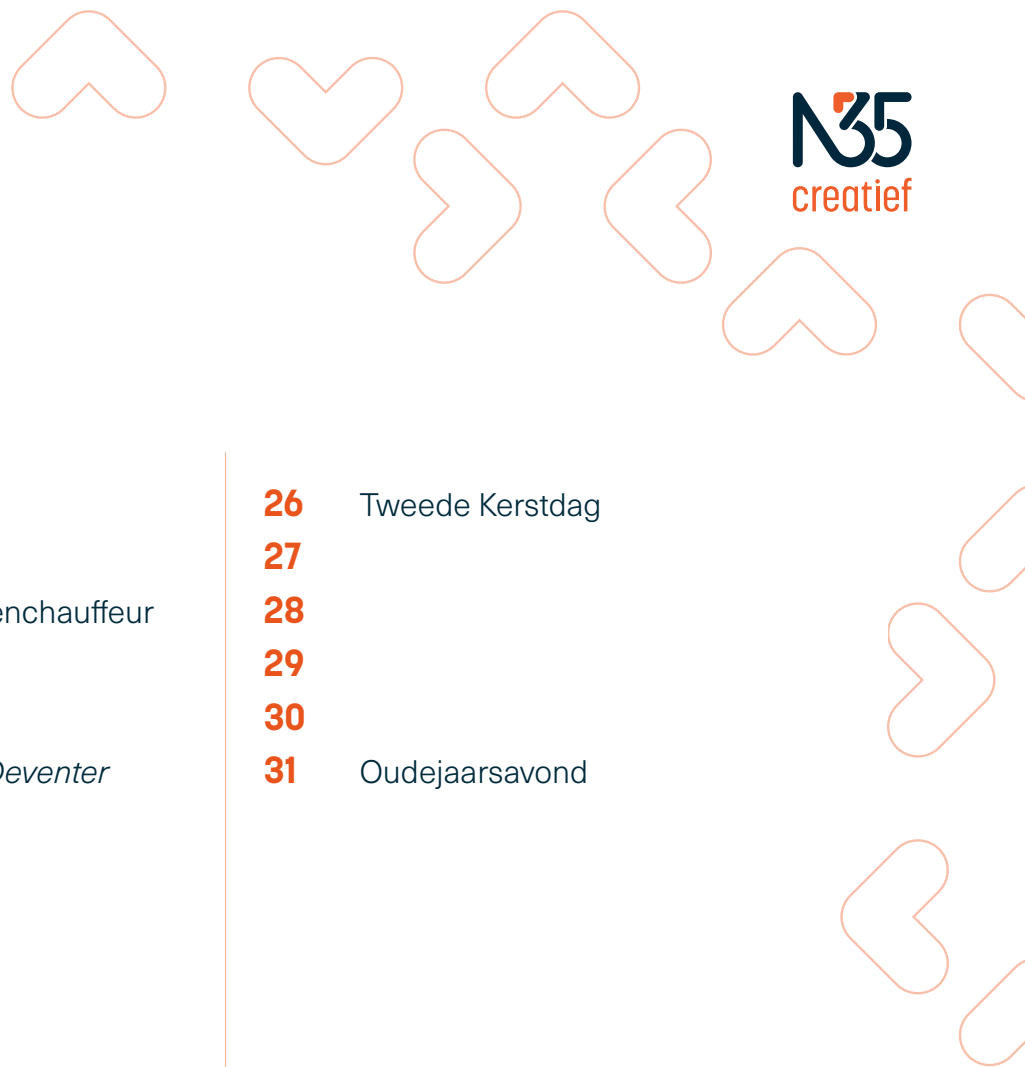 N35
creatief
26 Tweede Kerstdag
27
enchauffeur
28
29
30
Deventer
31 Oudejaarsavond